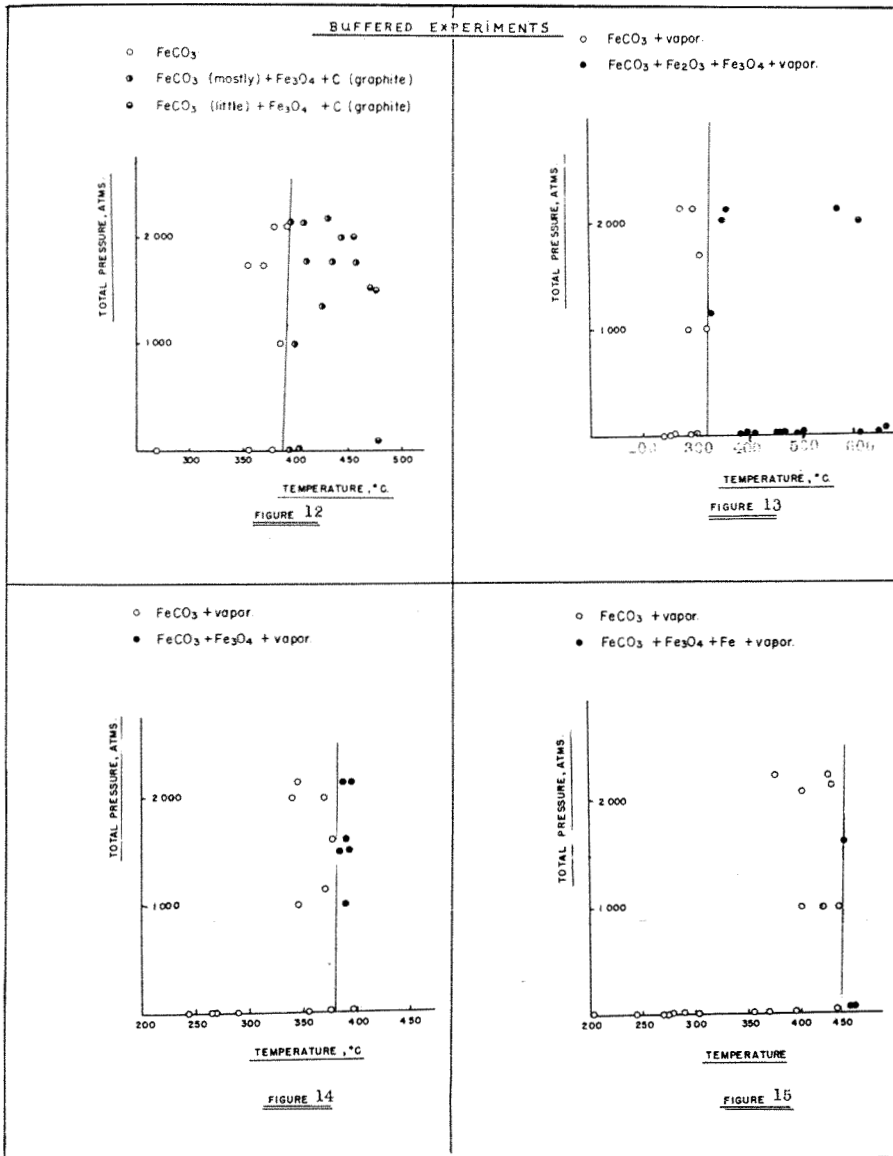 BUFFERED EXPERIMENTS
○ FeCO3
◑ FeCO3 (mostly) + Fe3O4 + C (graphite)
◒ FeCO3 (little) + Fe3O4 + C (graphite)
TOTAL PRESSURE, ATMS.
2 000
1 000
300
350
400
450
500
TEMPERATURE, °C.
FIGURE 12
○ FeCO3 + vapor.
● FeCO3 + Fe2O3 + Fe3O4 + vapor.
TOTAL PRESSURE, ATMS.
2 000
1 000
200
300
400
500
600
TEMPERATURE, °C.
FIGURE 13
○ FeCO3 + vapor.
● FeCO3 + Fe3O4 + vapor.
TOTAL PRESSURE, ATMS.
2 000
1 000
200
250
300
350
400
450
TEMPERATURE, °C
FIGURE 14
○ FeCO3 + vapor.
● FeCO3 + Fe3O4 + Fe + vapor.
TOTAL PRESSURE, ATMS.
2 000
1 000
200
250
300
350
400
450
TEMPERATURE
FIGURE 15